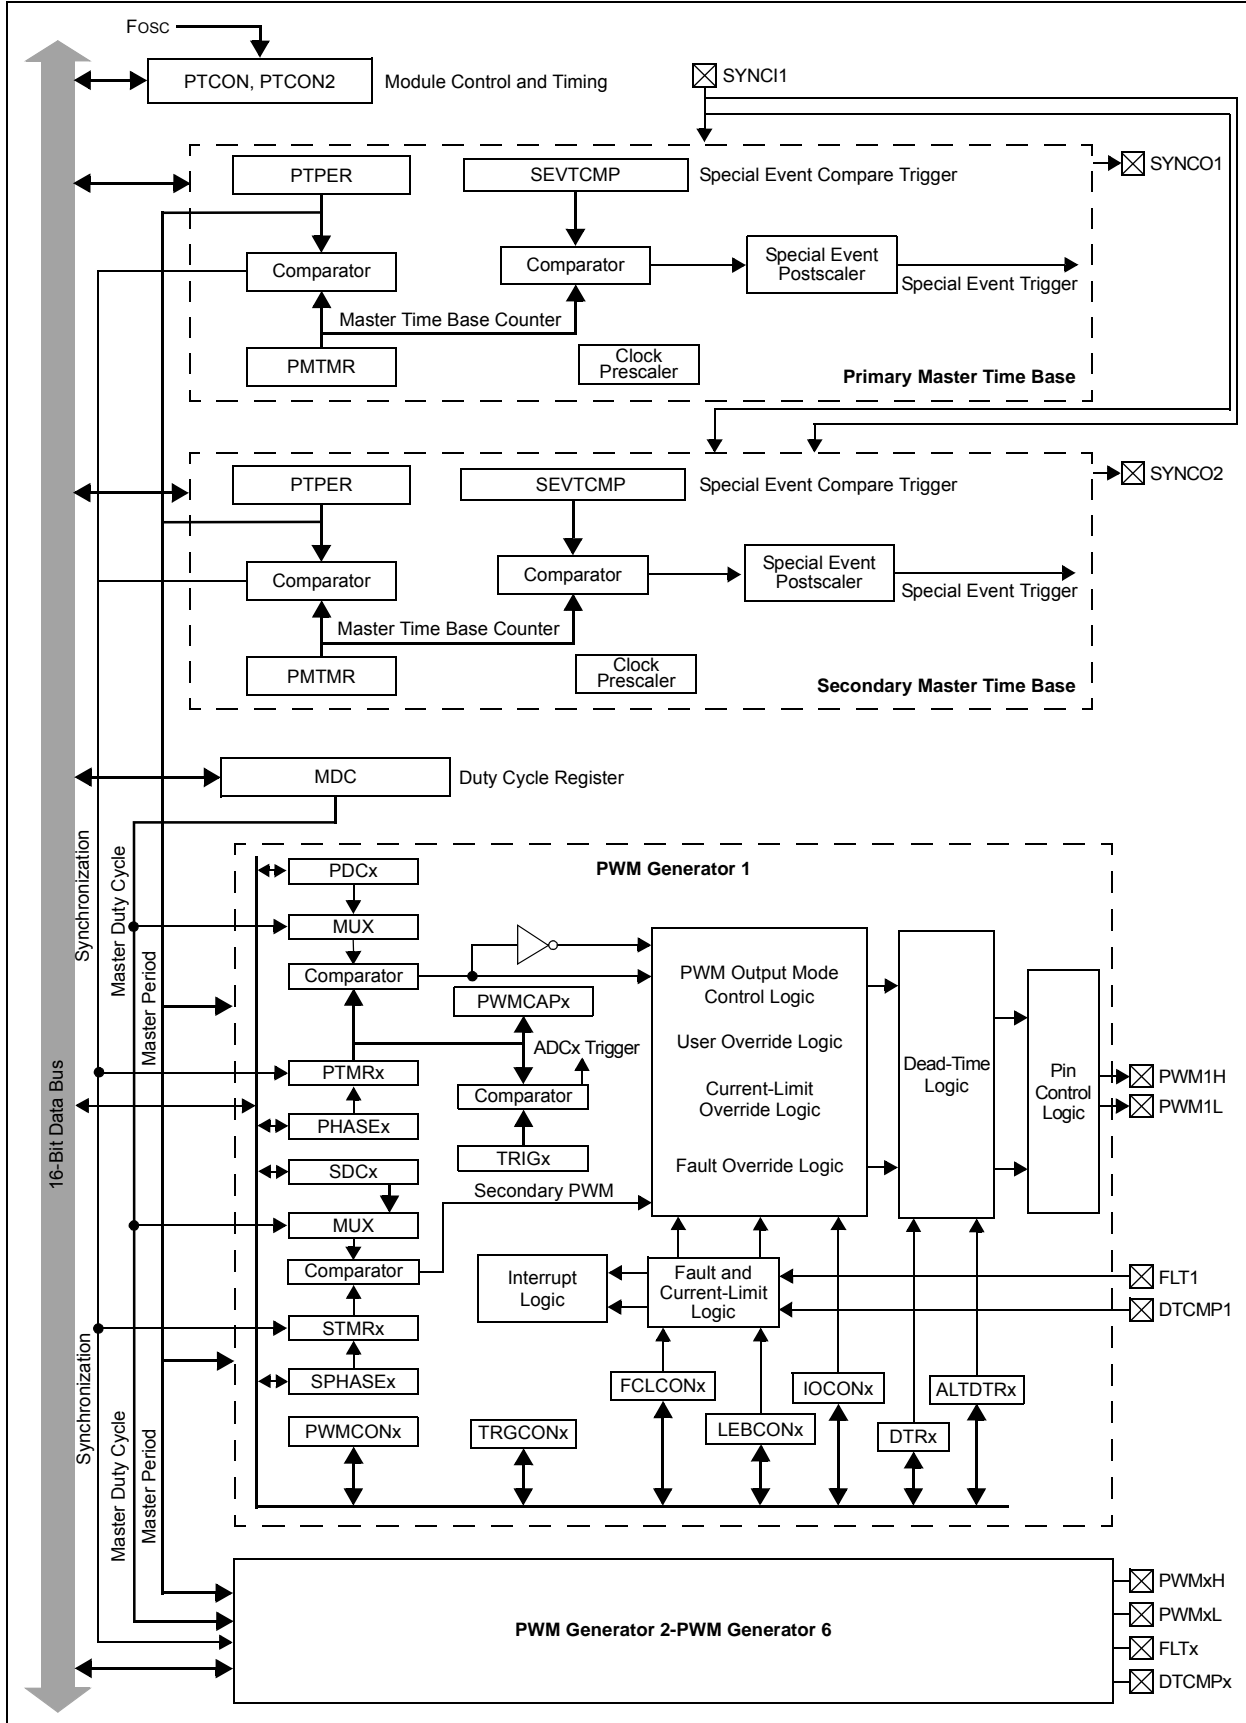 FOSC
PTCON, PTCON2
Module Control and Timing
SYNCI1
PTPER
SEVTCMP
Special Event Compare Trigger
SYNCO1
Comparator
Comparator
Special Event
Postscaler
Special Event Trigger
Master Time Base Counter
PMTMR
Clock
Prescaler
Primary Master Time Base
PTPER
SEVTCMP
Special Event Compare Trigger
SYNCO2
Comparator
Comparator
Special Event
Postscaler
Special Event Trigger
Master Time Base Counter
PMTMR
Clock
Prescaler
Secondary Master Time Base
MDC
Duty Cycle Register
16-Bit Data Bus
Synchronization
Master Duty Cycle
Master Period
PWM Generator 1
PDCx
MUX
Comparator
PWMCAPx
ADCx Trigger
PTMRx
Comparator
PHASEx
TRIGx
SDCx
Secondary PWM
MUX
Comparator
STMRx
SPHASEx
PWMCONx
TRGCONx
PWM Output Mode
Control Logic
User Override Logic
Current-Limit
Override Logic
Fault Override Logic
Dead-Time
Logic
Pin
Control
Logic
PWM1H
PWM1L
Interrupt
Logic
Fault and
Current-Limit
Logic
FLT1
DTCMP1
FCLCONx
LEBCONx
IOCONx
DTRx
ALTDTRx
Synchronization
Master Duty Cycle
Master Period
PWM Generator 2-PWM Generator 6
PWMxH
PWMxL
FLTx
DTCMPx